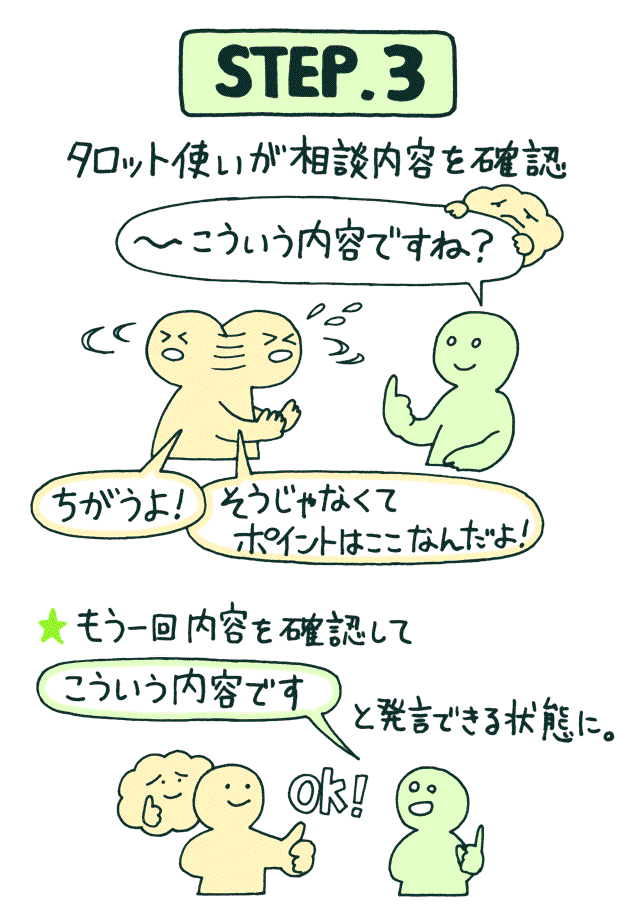 STEP.3
タロット使いが相談内容を確認
〜こういう内容ですね?
ちがうよ!
そうじゃなくて
ポイントはここなんだよ!
★もう一回内容を確認して
こういう内容です
と発言できる状態に。
OK!